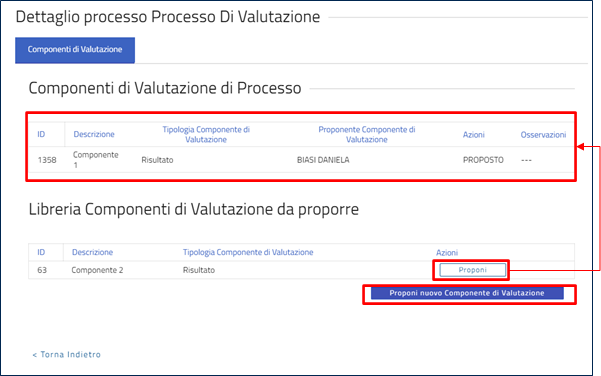 Dettaglio processo Processo Di Valutazione
Componenti di Valutazione
Componenti di Valutazione di Processo
ID Descrizione Tipologia Componente di Valutazione Proponente Componente di Valutazione Azioni Osservazioni
1358 Componente 1 Risultato BIASI DANIELA PROPOSTO ---
Libreria Componenti di Valutazione da proporre
ID Descrizione Tipologia Componente di Valutazione Azioni
63 Componente 2 Risultato Proponi
Proponi nuovo Componente di Valutazione
< Torna Indietro